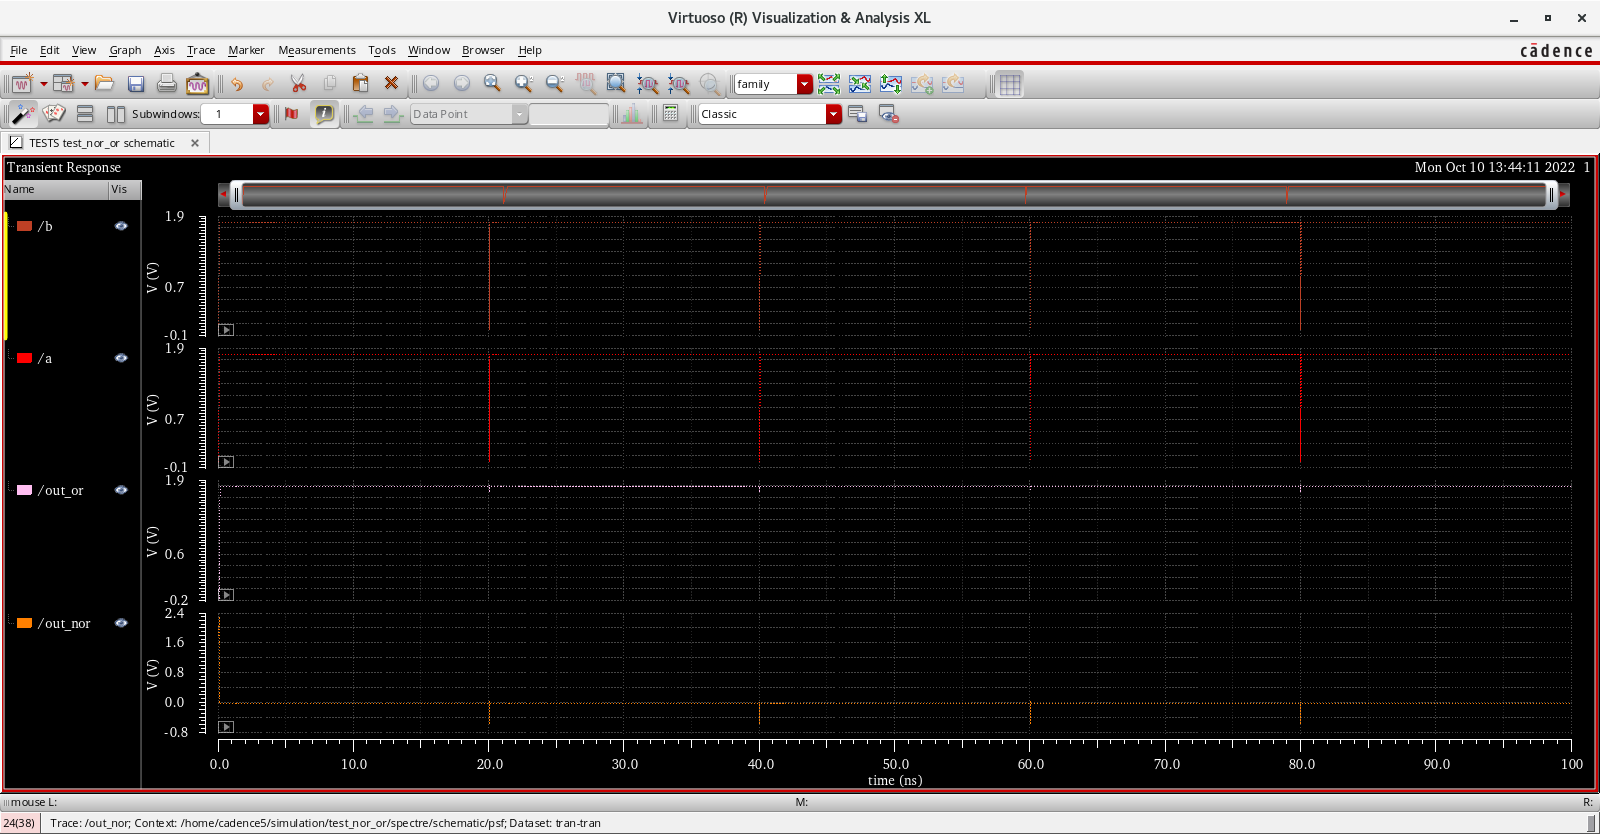 Virtuoso (R) Visualization & Analysis XL
File Edit View Graph Axis Trace Marker Measurements Tools Window Browser Help
cādence
family
Subwindows: 1
Data Point
Classic
TESTS test_nor_or schematic
Transient Response
Mon Oct 10 13:44:11 2022 1
Name Vis
/b
1.9
V (V)
0.7
-0.1
/a
1.9
V (V)
0.7
-0.1
/out_or
1.9
V (V)
0.6
-0.2
/out_nor
2.4
1.6
V (V)
0.8
0.0
-0.8
0.0 10.0 20.0 30.0 40.0 50.0 60.0 70.0 80.0 90.0 100
time (ns)
mouse L: M: R:
24(38) Trace: /out_nor; Context: /home/cadence5/simulation/test_nor_or/spectre/schematic/psf; Dataset: tran-tran